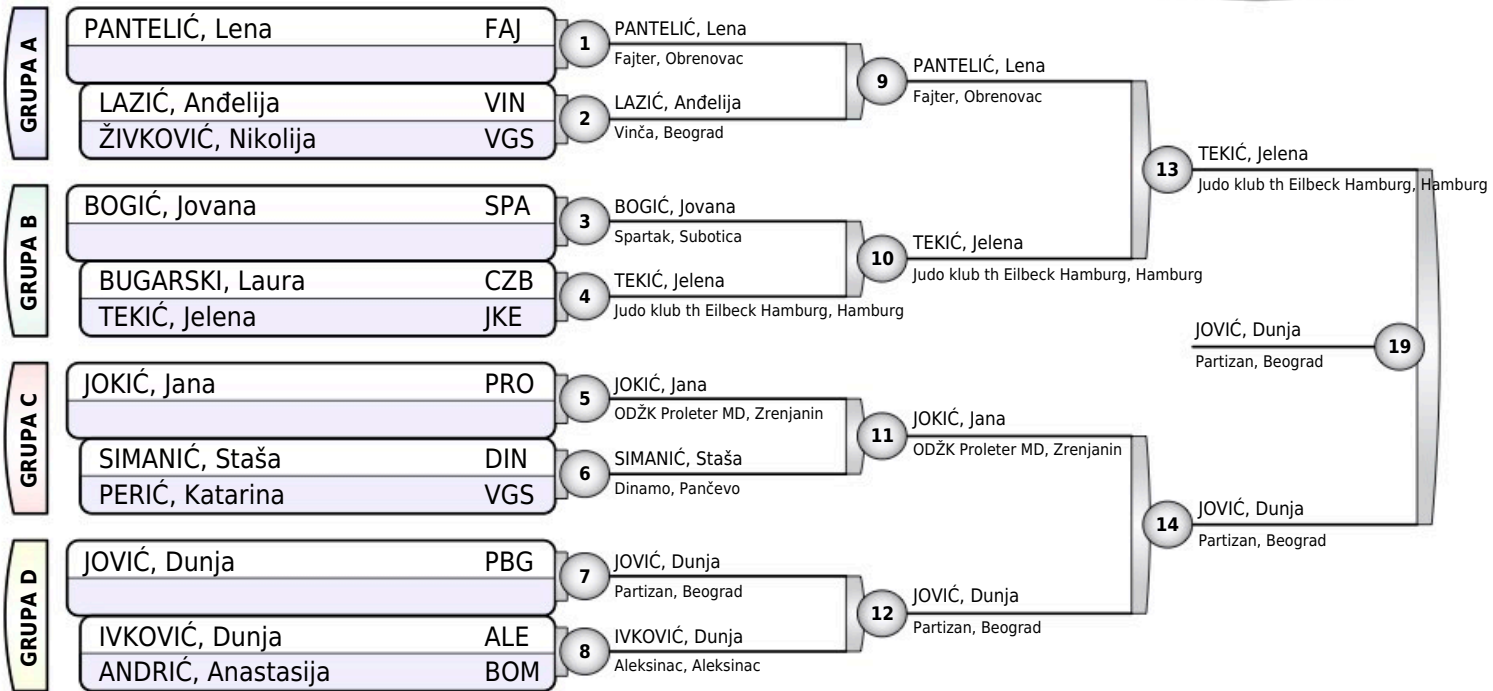 GRUPA A
PANTELIĆ, Lena FAJ
LAZIĆ, Anđelija VIN
ŽIVKOVIĆ, Nikolija VGS
1
PANTELIĆ, Lena
Fajter, Obrenovac
2
LAZIĆ, Anđelija
Vinča, Beograd
9
PANTELIĆ, Lena
Fajter, Obrenovac
GRUPA B
BOGIĆ, Jovana SPA
BUGARSKI, Laura CZB
TEKIĆ, Jelena JKE
3
BOGIĆ, Jovana
Spartak, Subotica
4
TEKIĆ, Jelena
Judo klub th Eilbeck Hamburg, Hamburg
10
TEKIĆ, Jelena
Judo klub th Eilbeck Hamburg, Hamburg
13
TEKIĆ, Jelena
Judo klub th Eilbeck Hamburg, Hamburg
GRUPA C
JOKIĆ, Jana PRO
SIMANIĆ, Staša DIN
PERIĆ, Katarina VGS
5
JOKIĆ, Jana
ODŽK Proleter MD, Zrenjanin
6
SIMANIĆ, Staša
Dinamo, Pančevo
11
JOKIĆ, Jana
ODŽK Proleter MD, Zrenjanin
GRUPA D
JOVIĆ, Dunja PBG
IVKOVIĆ, Dunja ALE
ANDRIĆ, Anastasija BOM
7
JOVIĆ, Dunja
Partizan, Beograd
8
IVKOVIĆ, Dunja
Aleksinac, Aleksinac
12
JOVIĆ, Dunja
Partizan, Beograd
14
JOVIĆ, Dunja
Partizan, Beograd
JOVIĆ, Dunja
Partizan, Beograd
19